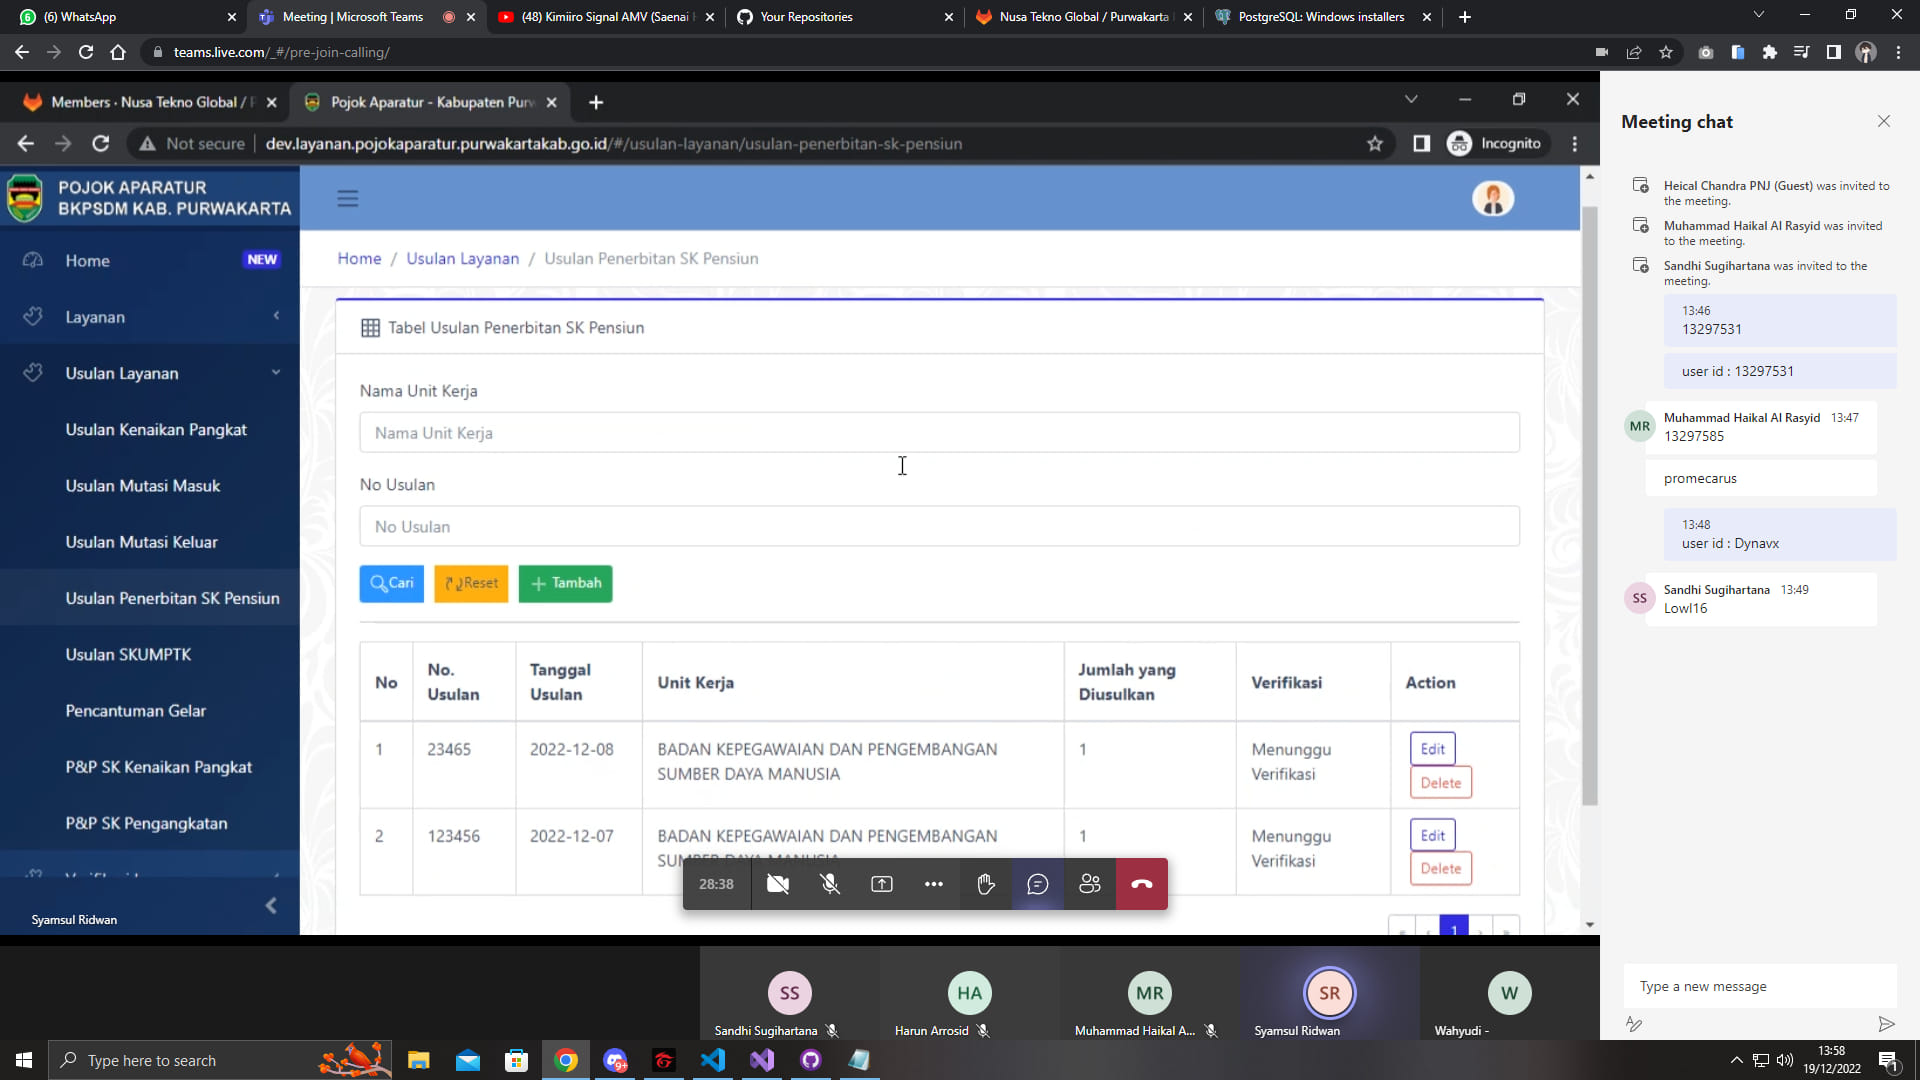 (6) WhatsApp
Meeting | Microsoft Teams
(48) Kimiiro Signal AMV (Saenai H
Your Repositories
Nusa Tekno Global / Purwakarta
PostgreSQL: Windows installers
teams.live.com/_#/pre-join-calling/
Members · Nusa Tekno Global / P
Pojok Aparatur - Kabupaten Purw
Not secure
dev.layanan.pojokaparatur.purwakartakab.go.id/#/usulan-layanan/usulan-penerbitan-sk-pensiun
Incognito
POJOK APARATUR
BKPSDM KAB. PURWAKARTA
Home
NEW
Layanan
Usulan Layanan
Usulan Kenaikan Pangkat
Usulan Mutasi Masuk
Usulan Mutasi Keluar
Usulan Penerbitan SK Pensiun
Usulan SKUMPTK
Pencantuman Gelar
P&P SK Kenaikan Pangkat
P&P SK Pengangkatan
Syamsul Ridwan
Home / Usulan Layanan / Usulan Penerbitan SK Pensiun
Tabel Usulan Penerbitan SK Pensiun
Nama Unit Kerja
Nama Unit Kerja
No Usulan
No Usulan
Cari
Reset
Tambah
No
No. Usulan
Tanggal Usulan
Unit Kerja
Jumlah yang Diusulkan
Verifikasi
Action
1
23465
2022-12-08
BADAN KEPEGAWAIAN DAN PENGEMBANGAN
SUMBER DAYA MANUSIA
1
Menunggu
Verifikasi
Edit
Delete
2
123456
2022-12-07
BADAN KEPEGAWAIAN DAN PENGEMBANGAN
SUMBER DAYA MANUSIA
1
Menunggu
Verifikasi
Edit
Delete
1
28:38
SS
Sandhi Sugihartana
HA
Harun Arrosid
MR
Muhammad Haikal A...
SR
Syamsul Ridwan
W
Wahyudi -
Meeting chat
Heical Chandra PNJ (Guest) was invited to
the meeting.
Muhammad Haikal Al Rasyid was invited
to the meeting.
Sandhi Sugihartana was invited to the
meeting.
13:46
13297531
user id : 13297531
MR
Muhammad Haikal Al Rasyid 13:47
13297585
promecarus
13:48
user id : Dynavx
SS
Sandhi Sugihartana 13:49
Lowl16
Type a new message
Type here to search
9+
13:58
19/12/2022
1